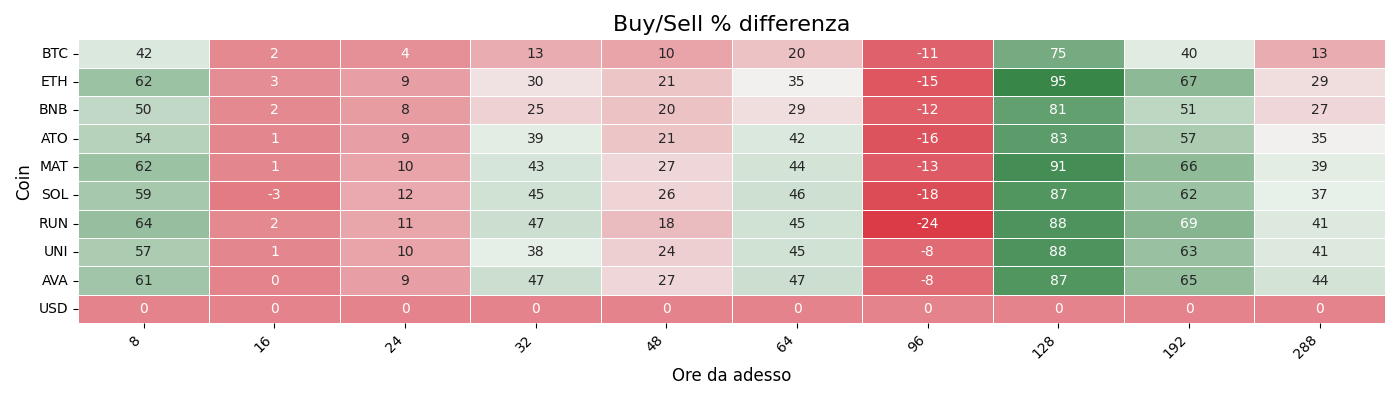 Buy/Sell % differenza
Coin
BTC 42 2 4 13 10 20 -11 75 40 13
ETH 62 3 9 30 21 35 -15 95 67 29
BNB 50 2 8 25 20 29 -12 81 51 27
ATO 54 1 9 39 21 42 -16 83 57 35
MAT 62 1 10 43 27 44 -13 91 66 39
SOL 59 -3 12 45 26 46 -18 87 62 37
RUN 64 2 11 47 18 45 -24 88 69 41
UNI 57 1 10 38 24 45 -8 88 63 41
AVA 61 0 9 47 27 47 -8 87 65 44
USD 0 0 0 0 0 0 0 0 0 0
8 16 24 32 48 64 96 128 192 288
Ore da adesso